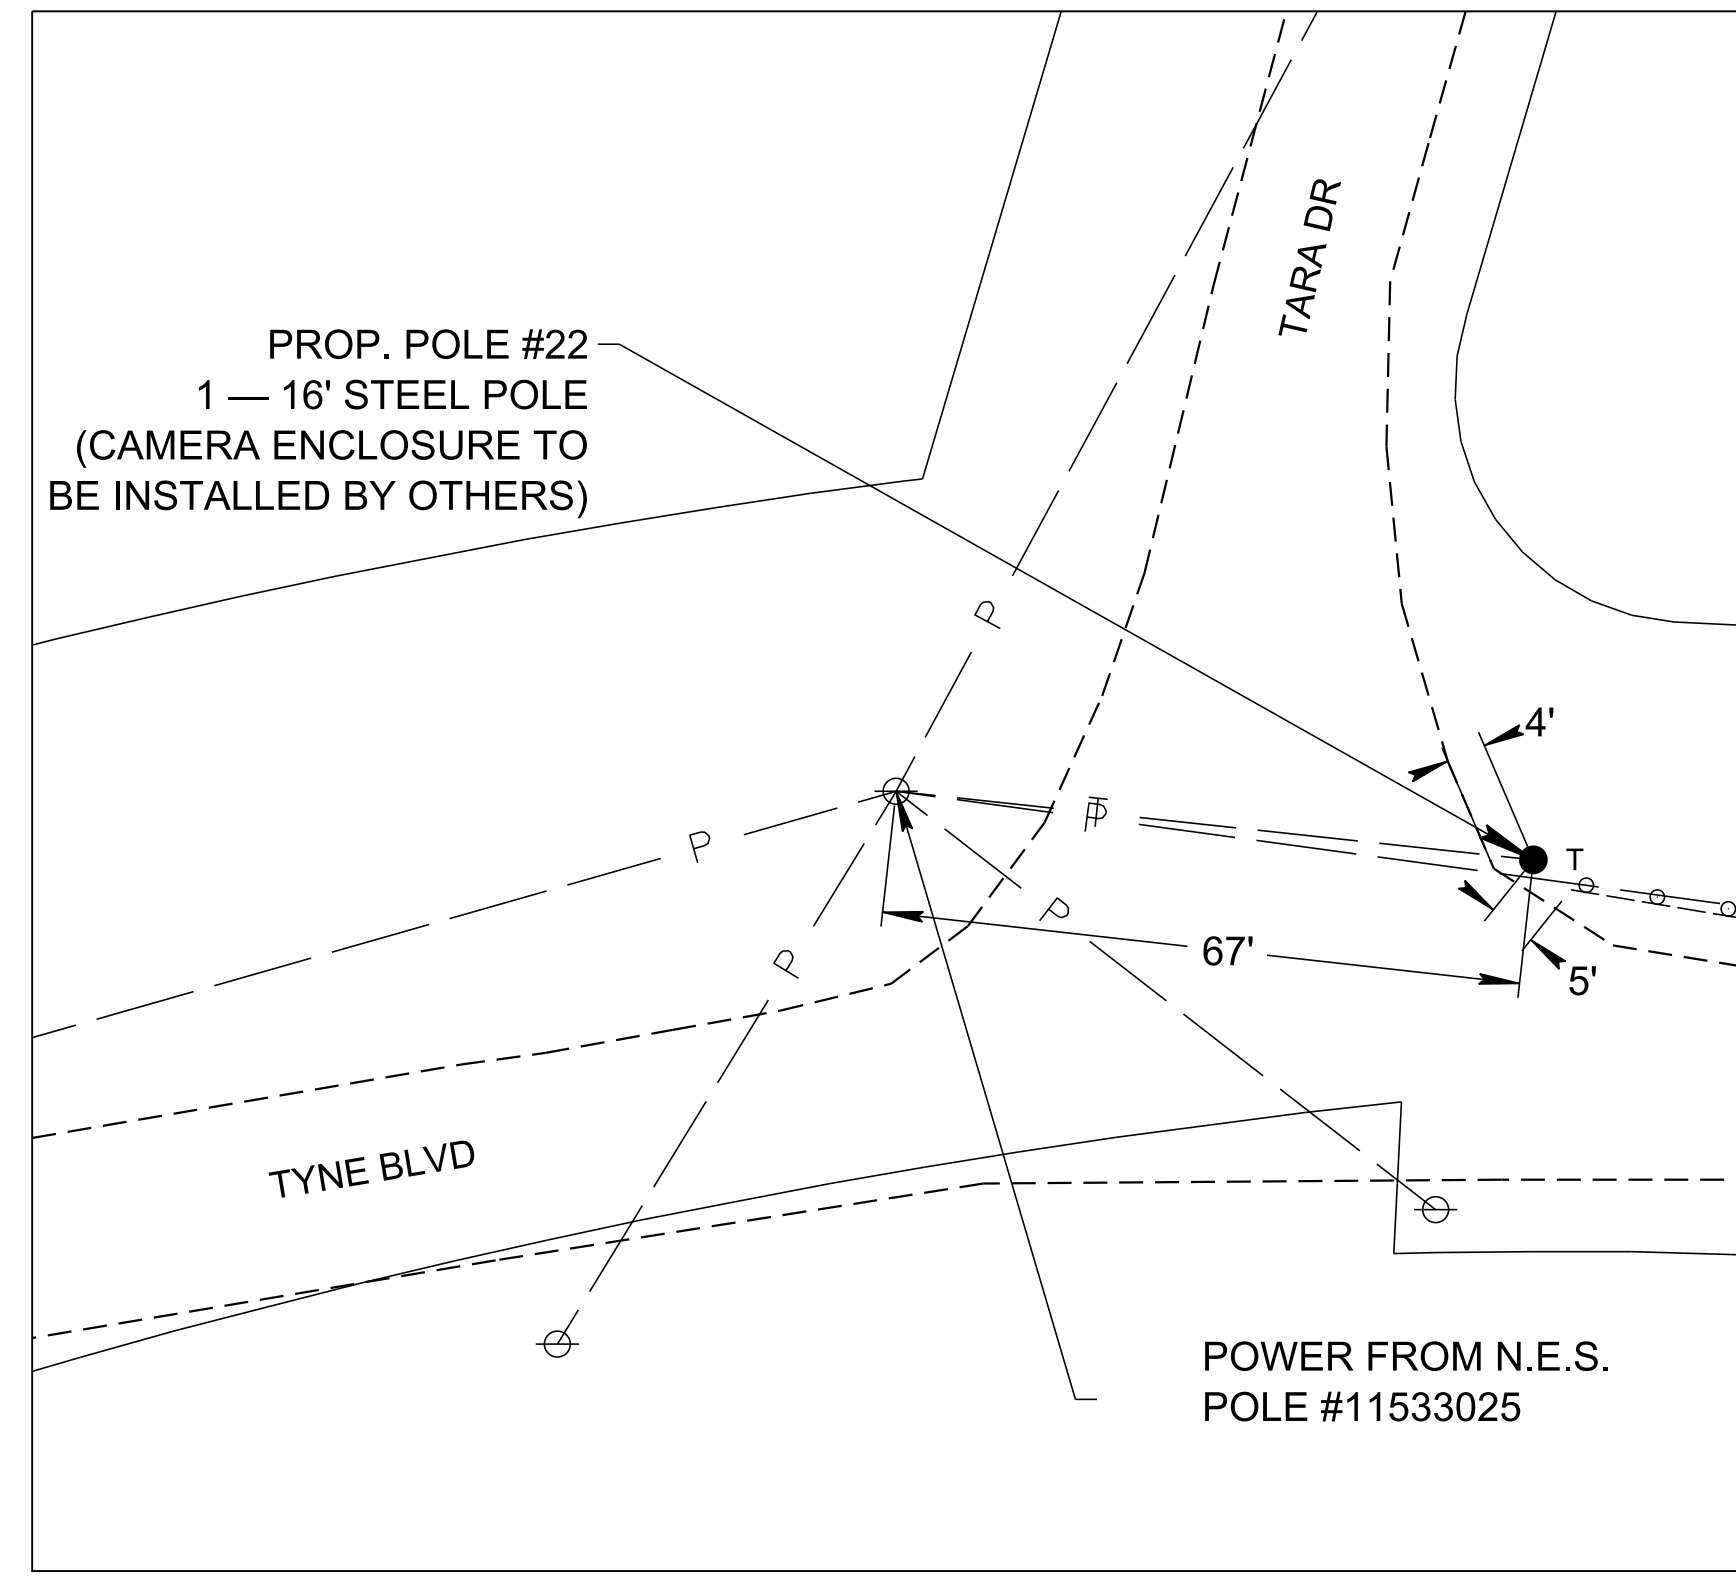 TARA DR
PROP. POLE #22
1 — 16' STEEL POLE
(CAMERA ENCLOSURE TO
BE INSTALLED BY OTHERS)
P
4'
P
T
P
T
P
P
67'
5'
TYNE BLVD
POWER FROM N.E.S.
POLE #11533025